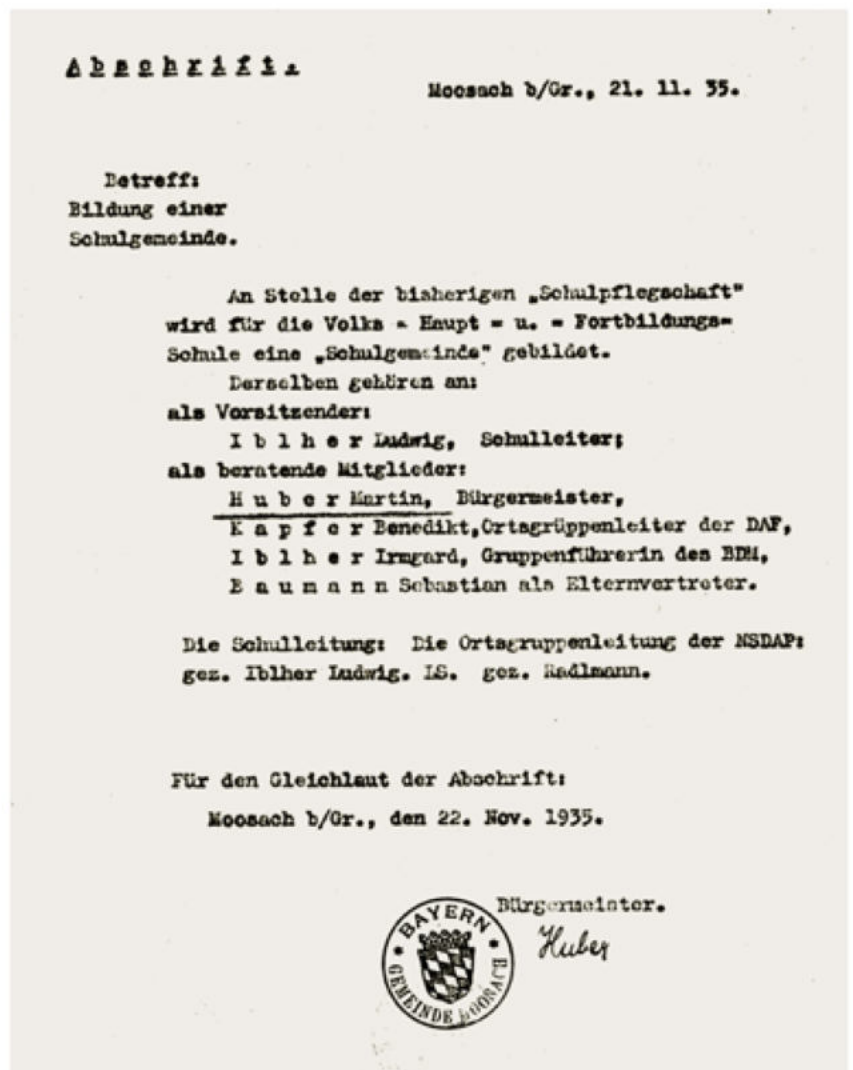 Abschrift.
Moosach b/Gr., 21. 11. 35.
Betreff:
Bildung einer
Schulgemeinde.
An Stelle der bisherigen „Schulpflegschaft"
wird für die Volks - Haupt - u. - Fortbildungs-
Schule eine „Schulgemeinde" gebildet.
Derselben gehören an:
als Vorsitzender:
I b l h e r Ludwig, Schulleiter;
als beratende Mitglieder:
H u b e r Martin, Bürgermeister,
K a p f e r Benedikt, Ortsgrüppenleiter der DAF,
I b l h e r Irmgard, Gruppenführerin des BDM,
B a u m a n n Sebastian als Elternvertreter.
Die Schulleitung: Die Ortsgruppenleitung der NSDAP:
gez. Iblher Ludwig. LS. gez. Radlmann.
Für den Gleichlaut der Abschrift:
Moosach b/Gr., den 22. Nov. 1935.
Bürgermeister.
Huber
BAYERN
GEMEINDE MOOSACH